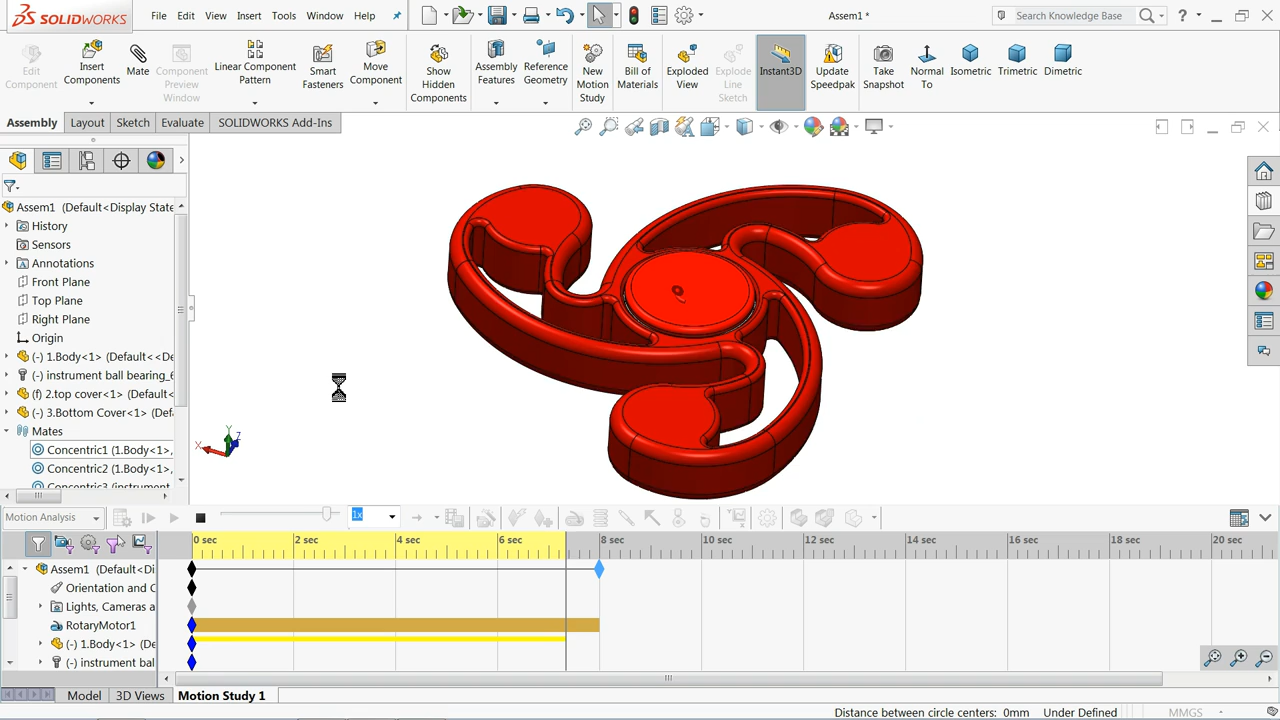 SOLIDWORKS
File Edit View Insert Tools Window Help
Assem1 *
Search Knowledge Base
?
Edit Component
Insert Components
Mate
Component Preview Window
Linear Component Pattern
Smart Fasteners
Move Component
Show Hidden Components
Assembly Features
Reference Geometry
New Motion Study
Bill of Materials
Exploded View
Explode Line Sketch
Instant3D
Update Speedpak
Take Snapshot
Normal To
Isometric
Trimetric
Dimetric
Assembly Layout Sketch Evaluate SOLIDWORKS Add-Ins
Assem1 (Default<Display State
History
Sensors
Annotations
Front Plane
Top Plane
Right Plane
Origin
(-) 1.Body<1> (Default<<De
(-) instrument ball bearing_6
(f) 2.top cover<1> (Default<
(-) 3.Bottom Cover<1> (Defa
Mates
Concentric1 (1.Body<1>,
Concentric2 (1.Body<1>,
Concentric3 (instrument
X Y Z
Motion Analysis
1x
0 sec 2 sec 4 sec 6 sec 8 sec 10 sec 12 sec 14 sec 16 sec 18 sec 20 sec
Assem1 (Default<Di
Orientation and C
Lights, Cameras a
RotaryMotor1
(-) 1.Body<1> (De
(-) instrument bal
Model 3D Views Motion Study 1
Distance between circle centers: 0mm Under Defined MMGS